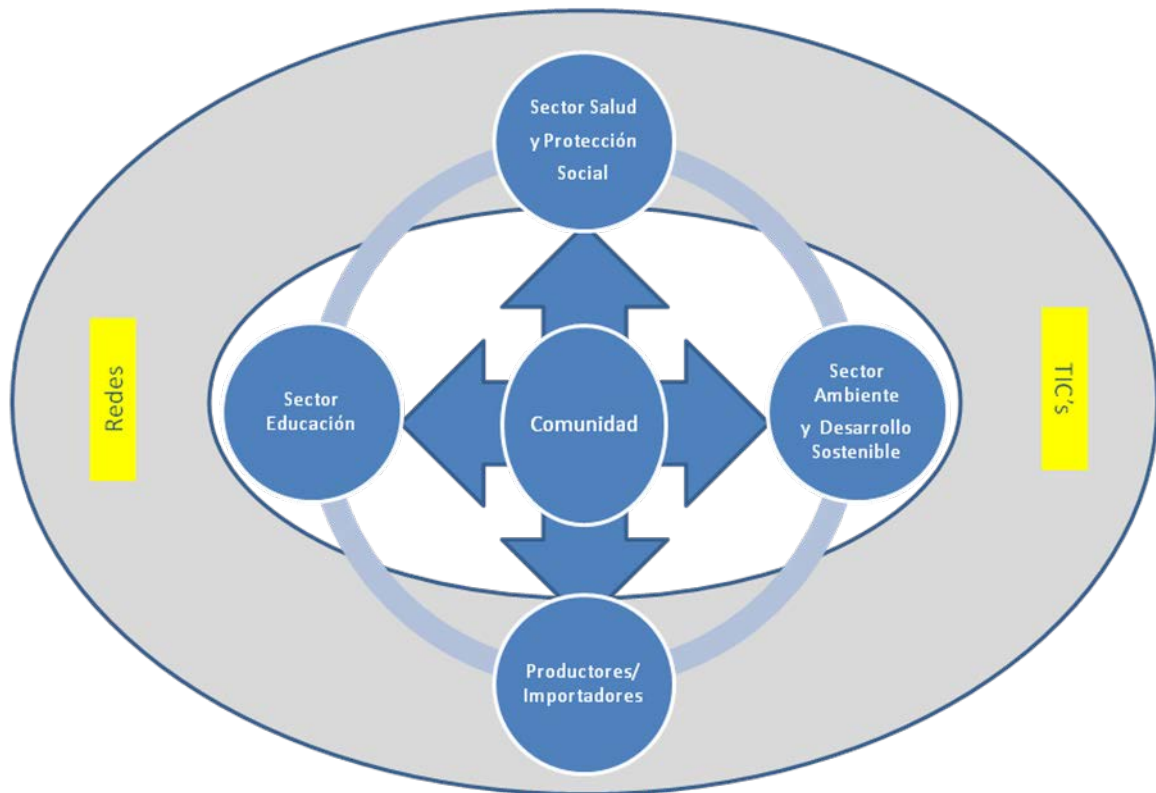 Sector Salud
y Protección
Social
Redes
Sector
Educación
Comunidad
Sector
Ambiente
y Desarrollo
Sostenible
TIC's
Productores/
Importadores